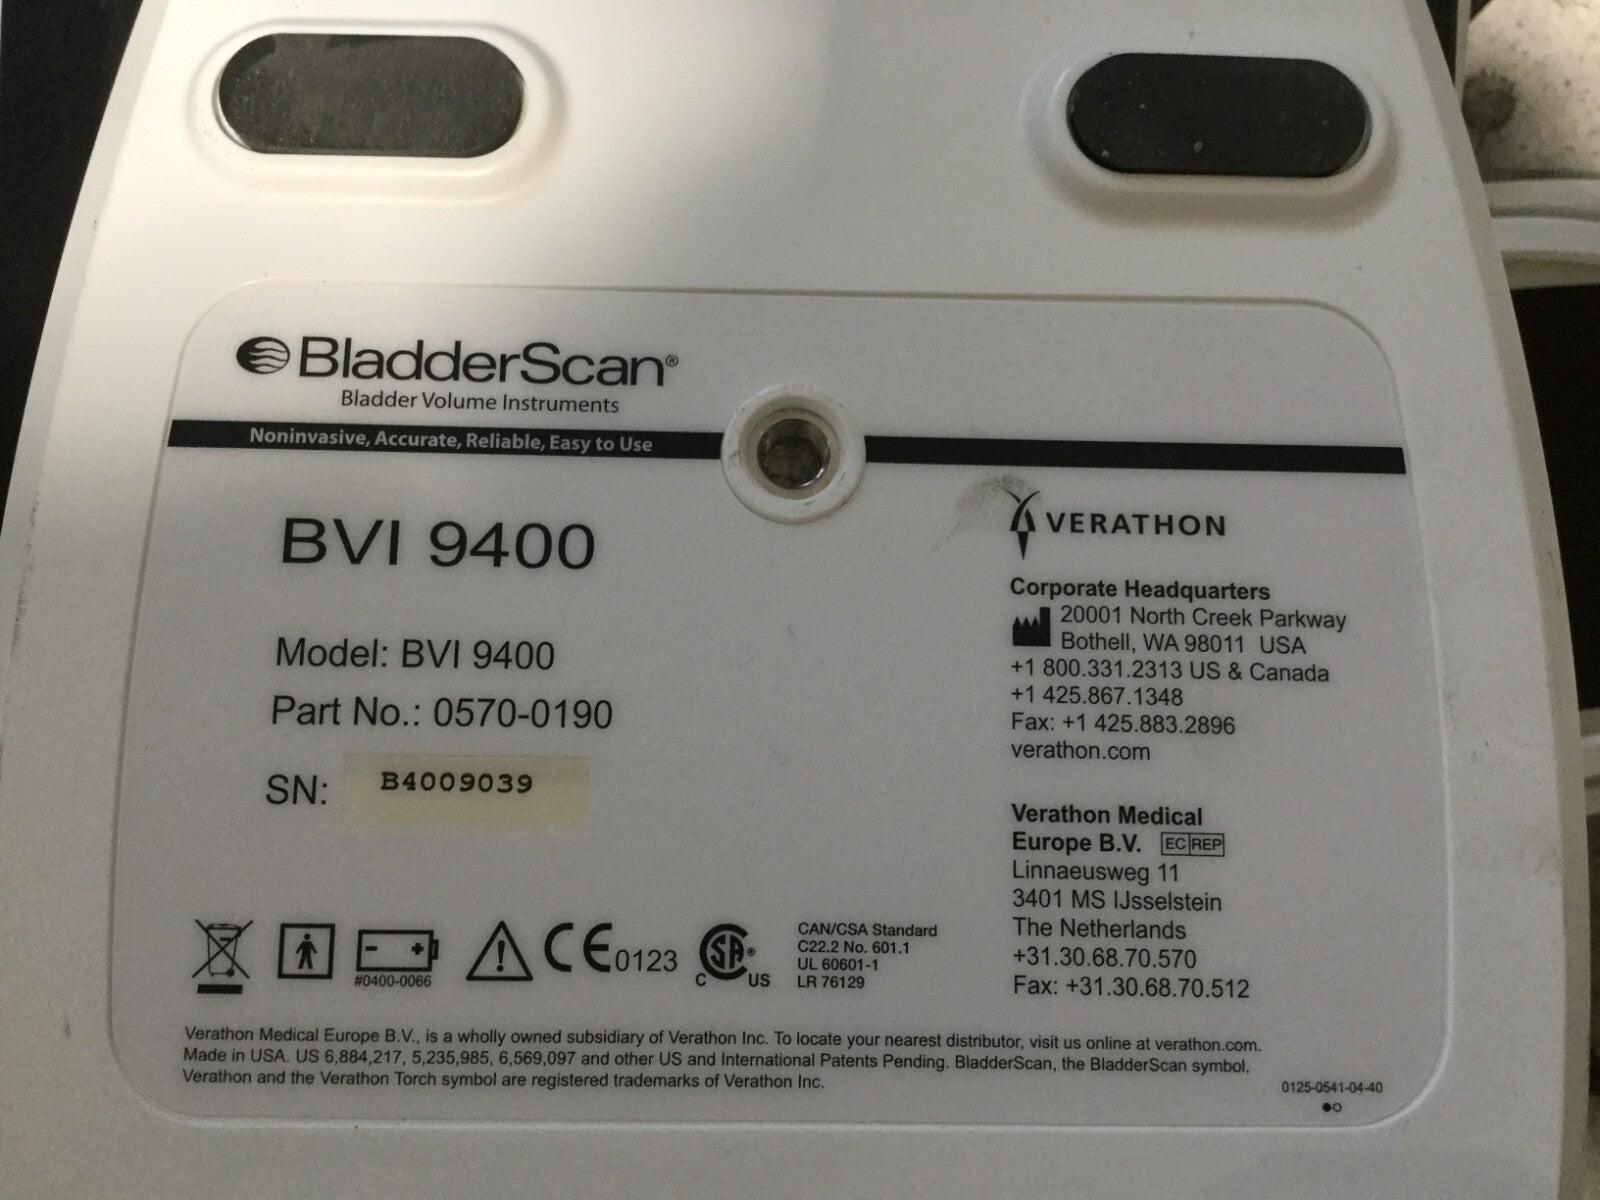 BladderScan®
Bladder Volume Instruments
Noninvasive, Accurate, Reliable, Easy to Use
BVI 9400
Model: BVI 9400
Part No.: 0570-0190
SN: B4009039
VERATHON
Corporate Headquarters
20001 North Creek Parkway
Bothell, WA 98011 USA
+1 800.331.2313 US & Canada
+1 425.867.1348
Fax: +1 425.883.2896
verathon.com
Verathon Medical
Europe B.V. EC REP
Linnaeusweg 11
3401 MS IJsselstein
The Netherlands
+31.30.68.70.570
Fax: +31.30.68.70.512
- +
#0400-0066
!
CE 0123
C SA® US
CAN/CSA Standard
C22.2 No. 601.1
UL 60601-1
LR 76129
Verathon Medical Europe B.V., is a wholly owned subsidiary of Verathon Inc. To locate your nearest distributor, visit us online at verathon.com.
Made in USA. US 6,884,217, 5,235,985, 6,569,097 and other US and International Patents Pending. BladderScan, the BladderScan symbol,
Verathon and the Verathon Torch symbol are registered trademarks of Verathon Inc.
0125-0541-04-40